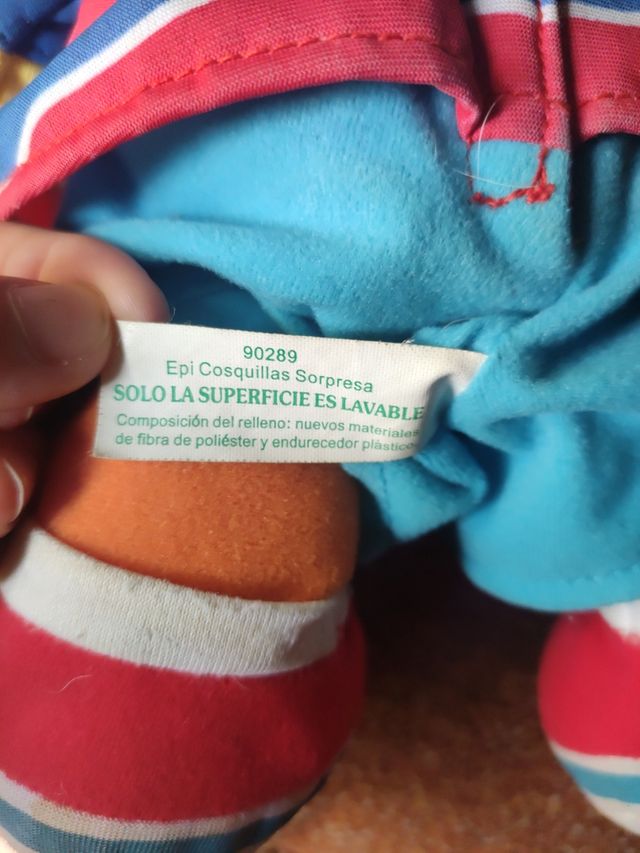 90289
Epi Cosquillas Sorpresa
SOLO LA SUPERFICIE ES LAVABLE
Composición del relleno: nuevos materiales
de fibra de poliéster y endurecedor plástico